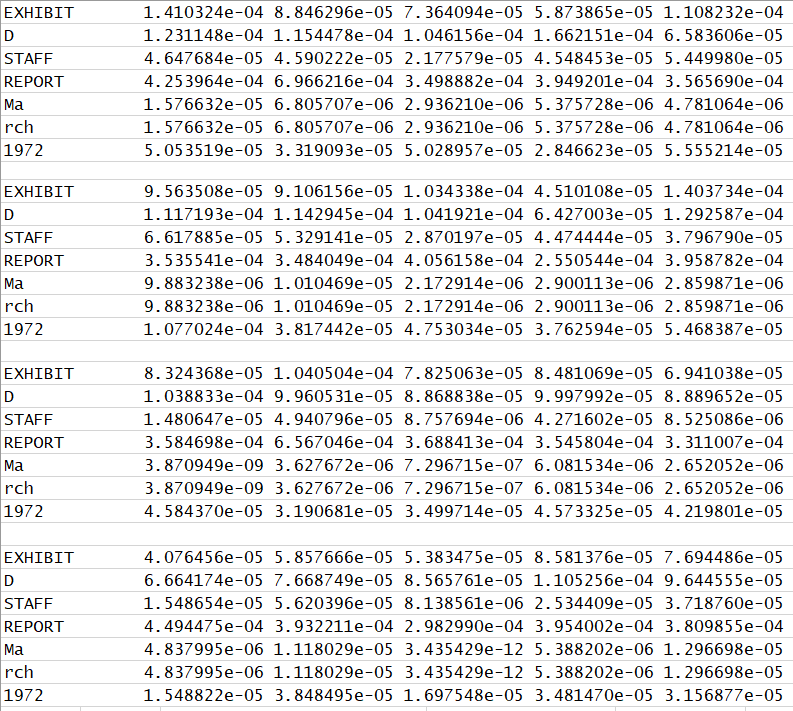 EXHIBIT 1.410324e-04 8.846296e-05 7.364094e-05 5.873865e-05 1.108232e-04
D 1.231148e-04 1.154478e-04 1.046156e-04 1.662151e-04 6.583606e-05
STAFF 4.647684e-05 4.590222e-05 2.177579e-05 4.548453e-05 5.449980e-05
REPORT 4.253964e-04 6.966216e-04 3.498882e-04 3.949201e-04 3.565690e-04
Ma 1.576632e-05 6.805707e-06 2.936210e-06 5.375728e-06 4.781064e-06
rch 1.576632e-05 6.805707e-06 2.936210e-06 5.375728e-06 4.781064e-06
1972 5.053519e-05 3.319093e-05 5.028957e-05 2.846623e-05 5.555214e-05
EXHIBIT 9.563508e-05 9.106156e-05 1.034338e-04 4.510108e-05 1.403734e-04
D 1.117193e-04 1.142945e-04 1.041921e-04 6.427003e-05 1.292587e-04
STAFF 6.617885e-05 5.329141e-05 2.870197e-05 4.474444e-05 3.796790e-05
REPORT 3.535541e-04 3.484049e-04 4.056158e-04 2.550544e-04 3.958782e-04
Ma 9.883238e-06 1.010469e-05 2.172914e-06 2.900113e-06 2.859871e-06
rch 9.883238e-06 1.010469e-05 2.172914e-06 2.900113e-06 2.859871e-06
1972 1.077024e-04 3.817442e-05 4.753034e-05 3.762594e-05 5.468387e-05
EXHIBIT 8.324368e-05 1.040504e-04 7.825063e-05 8.481069e-05 6.941038e-05
D 1.038833e-04 9.960531e-05 8.868838e-05 9.997992e-05 8.889652e-05
STAFF 1.480647e-05 4.940796e-05 8.757694e-06 4.271602e-05 8.525086e-06
REPORT 3.584698e-04 6.567046e-04 3.688413e-04 3.545804e-04 3.311007e-04
Ma 3.870949e-09 3.627672e-06 7.296715e-07 6.081534e-06 2.652052e-06
rch 3.870949e-09 3.627672e-06 7.296715e-07 6.081534e-06 2.652052e-06
1972 4.584370e-05 3.190681e-05 3.499714e-05 4.573325e-05 4.219801e-05
EXHIBIT 4.076456e-05 5.857666e-05 5.383475e-05 8.581376e-05 7.694486e-05
D 6.664174e-05 7.668749e-05 8.565761e-05 1.105256e-04 9.644555e-05
STAFF 1.548654e-05 5.620396e-05 8.138561e-06 2.534409e-05 3.718760e-05
REPORT 4.494475e-04 3.932211e-04 2.982990e-04 3.954002e-04 3.809855e-04
Ma 4.837995e-06 1.118029e-05 3.435429e-12 5.388202e-06 1.296698e-05
rch 4.837995e-06 1.118029e-05 3.435429e-12 5.388202e-06 1.296698e-05
1972 1.548822e-05 3.848495e-05 1.697548e-05 3.481470e-05 3.156877e-05